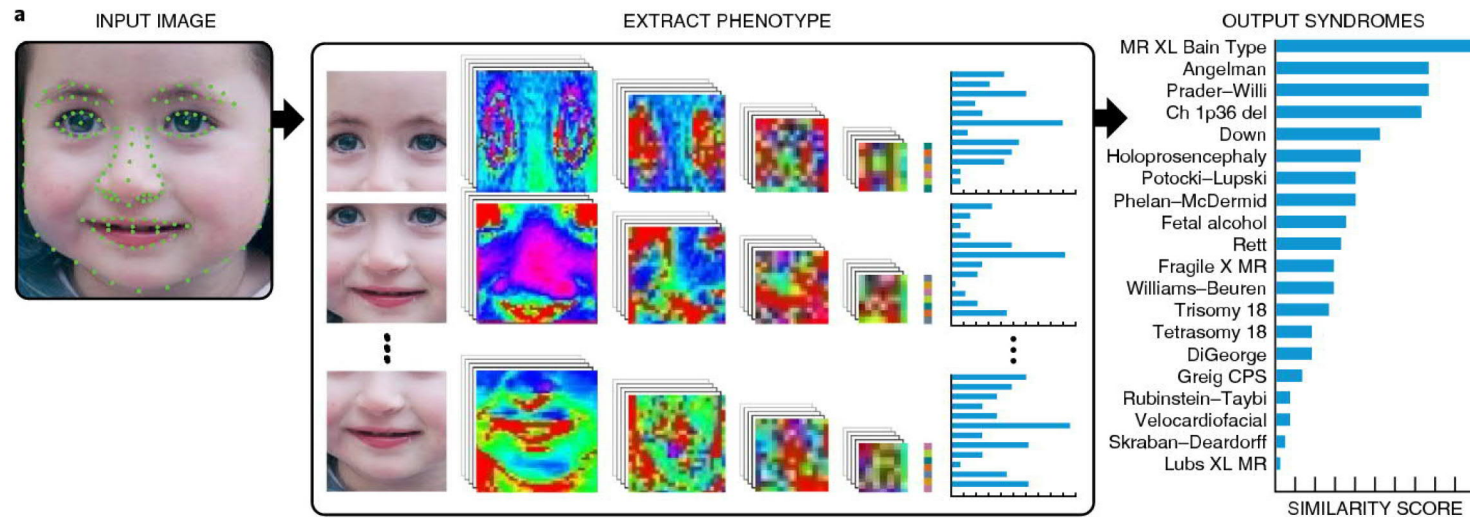 a
INPUT IMAGE
EXTRACT PHENOTYPE
OUTPUT SYNDROMES
MR XL Bain Type
Angelman
Prader–Willi
Ch 1p36 del
Down
Holoprosencephaly
Potocki–Lupski
Phelan–McDermid
Fetal alcohol
Rett
Fragile X MR
Williams–Beuren
Trisomy 18
Tetrasomy 18
DiGeorge
Greig CPS
Rubinstein–Taybi
Velocardiofacial
Skraban–Deardorff
Lubs XL MR
SIMILARITY SCORE